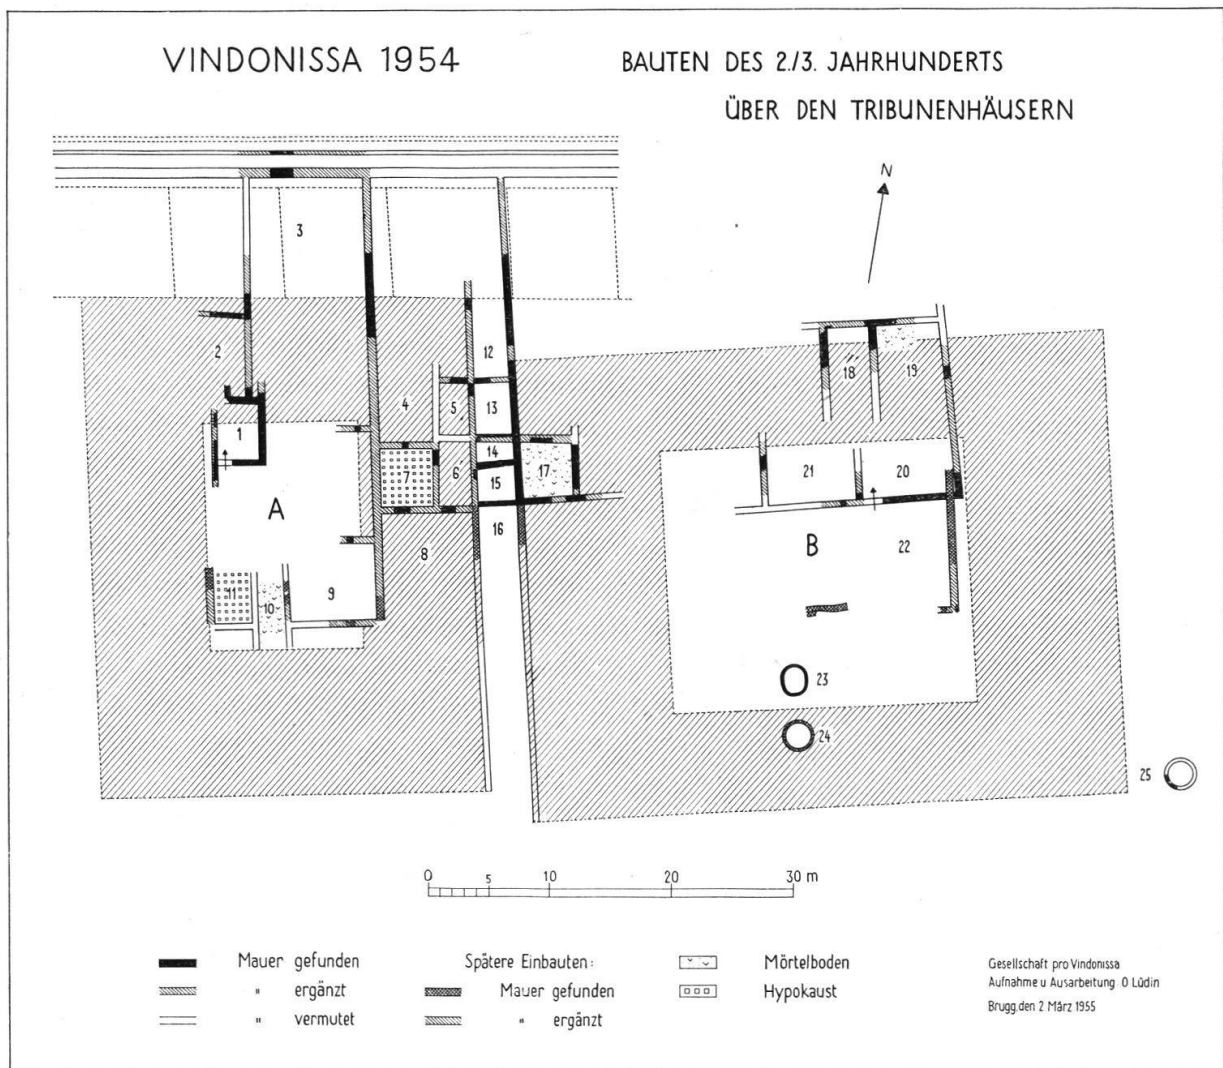 VINDONISSA 1954
BAUTEN DES 2./3. JAHRHUNDERTS
ÜBER DEN TRIBUNENHÄUSERN
N
3
2
12
18
19
4
5
13
1
14
17
7
6
15
21
20
A
16
8
B
22
11
10
9
23
24
25
0 5 10 20 30 m
Mauer gefunden
" ergänzt
" vermutet
Spätere Einbauten:
Mauer gefunden
" ergänzt
Mörtelboden
Hypokaust
Gesellschaft pro Vindonissa
Aufnahme u Ausarbeitung O Lüdin
Brugg, den 2 März 1955